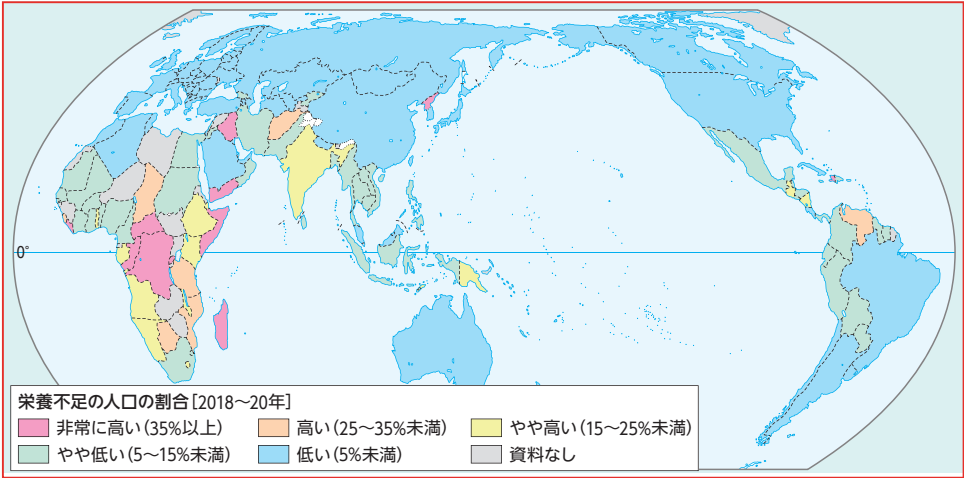 0°
栄養不足の人口の割合[2018～20年]
非常に高い(35%以上) 高い(25～35%未満) やや高い(15～25%未満)
やや低い(5～15%未満) 低い(5%未満) 資料なし